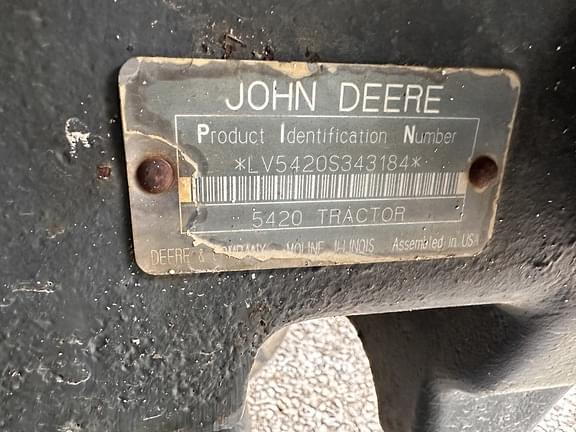 JOHN DEERE
Product Identification Number
*LV5420S343184*
5420 TRACTOR
DEERE & COMPANY MOLINE ILLINOIS Assembled in USA